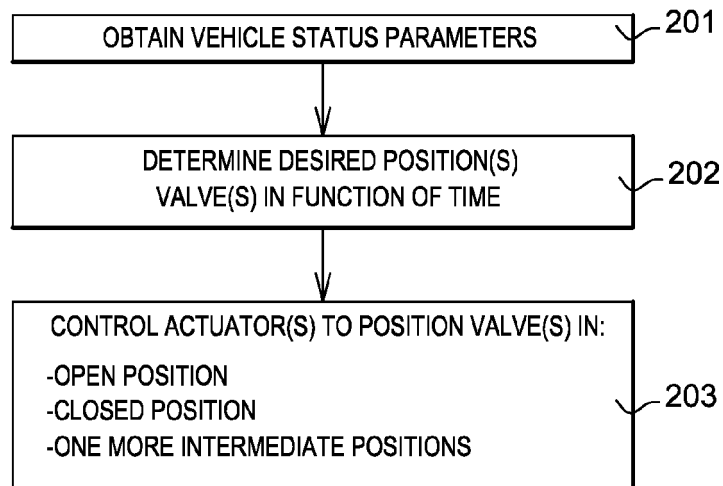 OBTAIN VEHICLE STATUS PARAMETERS
201
DETERMINE DESIRED POSITION(S)
VALVE(S) IN FUNCTION OF TIME
202
CONTROL ACTUATOR(S) TO POSITION VALVE(S) IN:
-OPEN POSITION
-CLOSED POSITION
-ONE MORE INTERMEDIATE POSITIONS
203